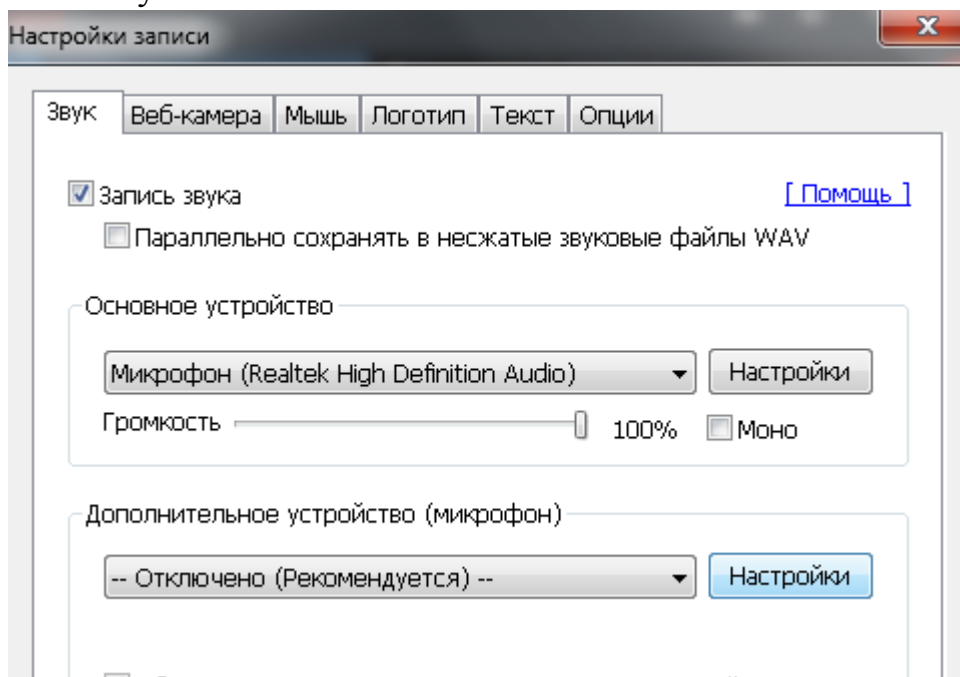 Настройки записи
Звук Веб-камера Мышь Логотип Текст Опции
Запись звука [ Помощь ]
Параллельно сохранять в несжатые звуковые файлы WAV
Основное устройство
Микрофон (Realtek High Definition Audio) Настройки
Громкость 100% Моно
Дополнительное устройство (микрофон)
-- Отключено (Рекомендуется) -- Настройки